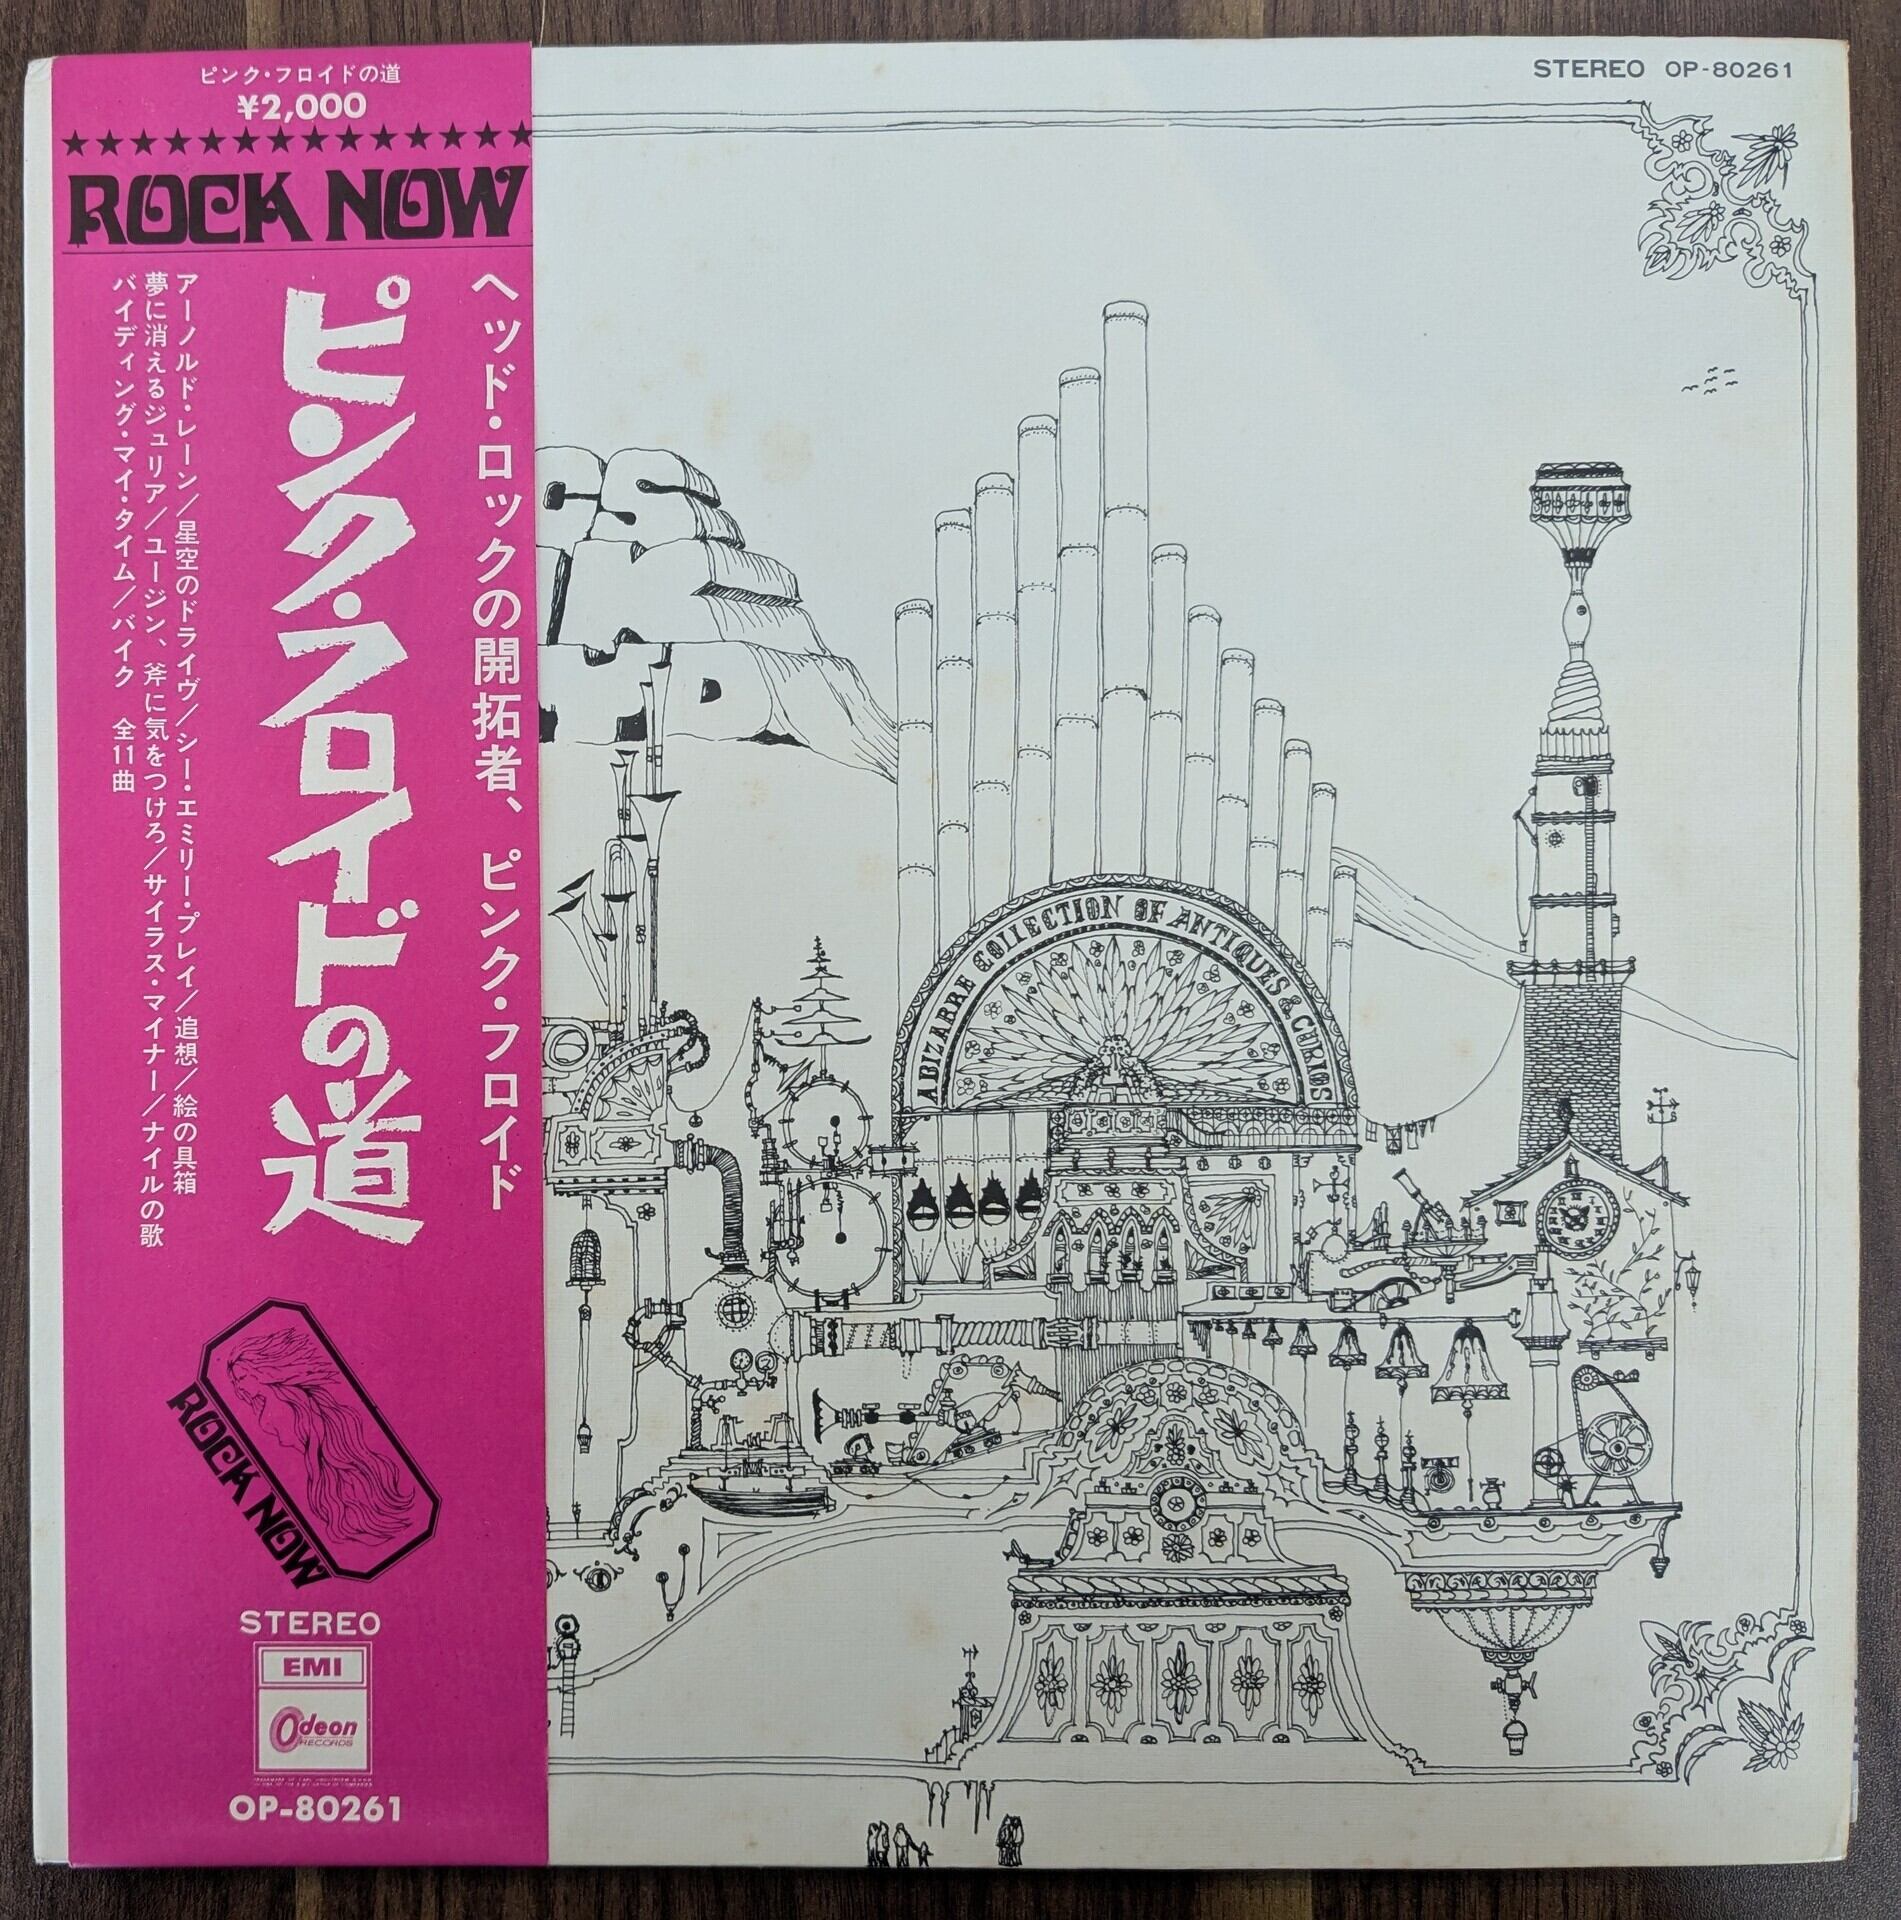 ピンク・フロイドの道
¥2,000
ROCK NOW
ヘッド・ロックの開拓者、ピンク・フロイド
ピンク・フロイドの道
アーノルド・レーン／星空のドライヴ／シー・エミリー・プレイ／追想／絵の具箱
夢に消えるジュリア／ユージン、斧に気をつけろ／サイラス・マイナー／ナイルの歌
バイディング・マイ・タイム／バイク　全11曲
ROCK NOW
STEREO
EMI
Odeon
RECORDS
OP-80261
STEREO OP-80261
A BIZARRE COLLECTION OF ANTIQUES & CURIOS